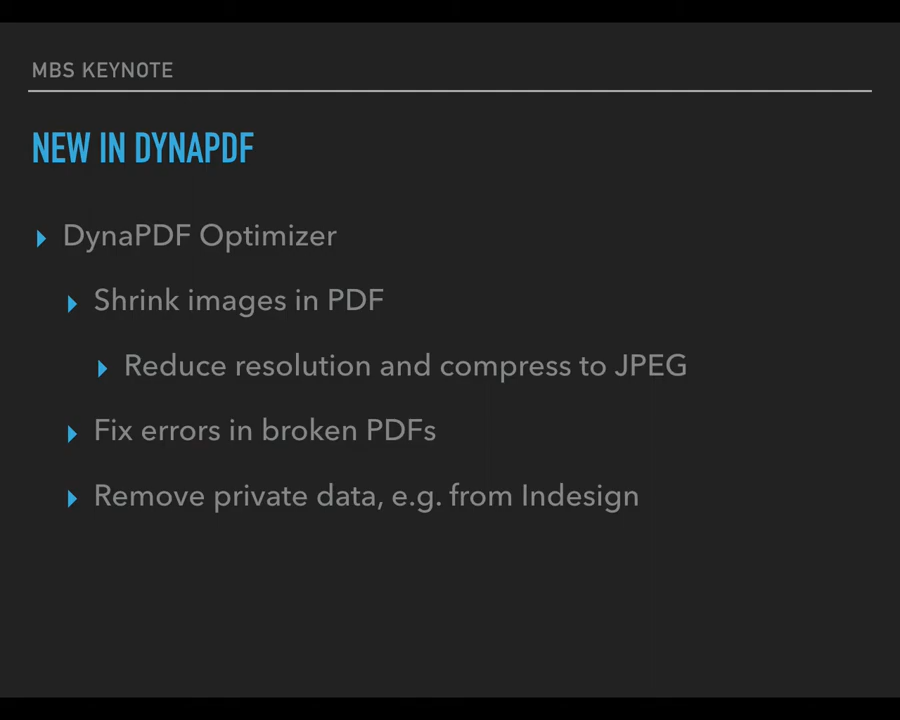 MBS KEYNOTE
NEW IN DYNAPDF
DynaPDF Optimizer
Shrink images in PDF
Reduce resolution and compress to JPEG
Fix errors in broken PDFs
Remove private data, e.g. from Indesign